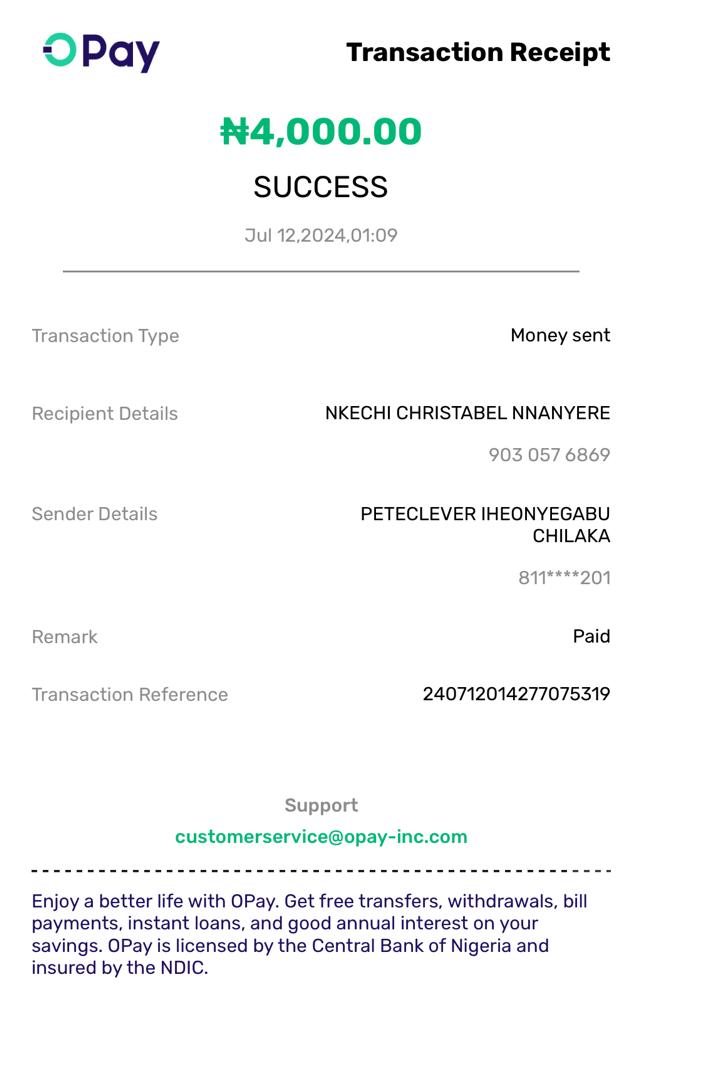 OPay
Transaction Receipt
₦4,000.00
SUCCESS
Jul 12,2024,01:09
Transaction Type
Money sent
Recipient Details
NKECHI CHRISTABEL NNANYERE
903 057 6869
Sender Details
PETECLEVER IHEONYEGABU
CHILAKA
811****201
Remark
Paid
Transaction Reference
240712014277075319
Support
customerservice@opay-inc.com
Enjoy a better life with OPay. Get free transfers, withdrawals, bill
payments, instant loans, and good annual interest on your
savings. OPay is licensed by the Central Bank of Nigeria and
insured by the NDIC.